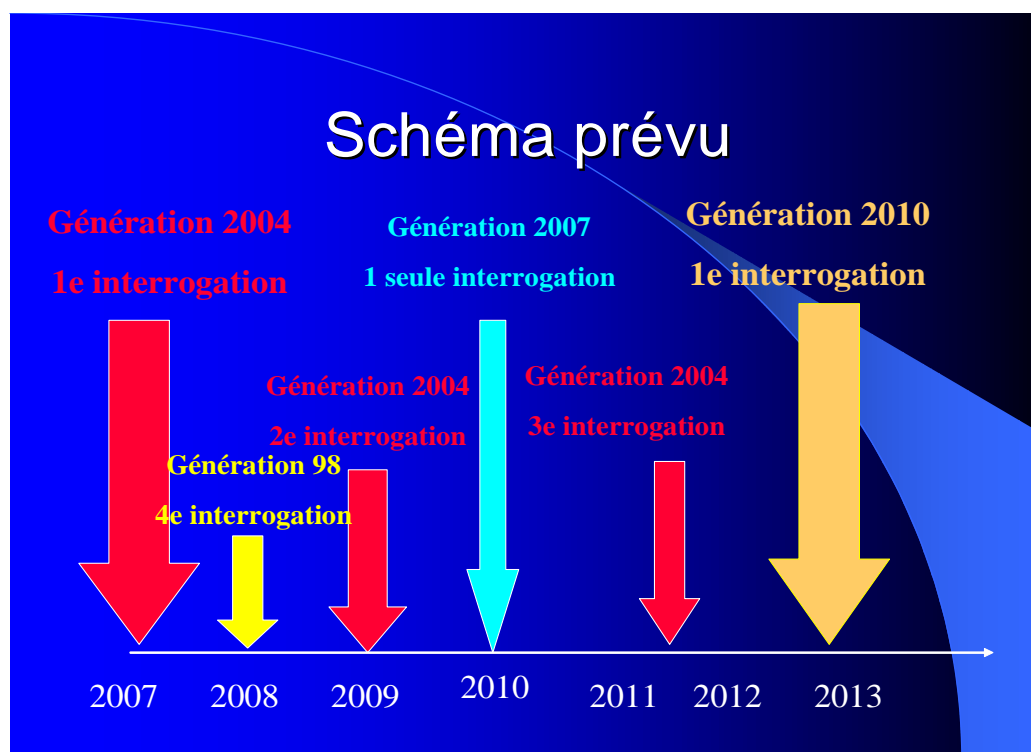 Schéma prévu
Génération 2004
1e interrogation
Génération 2007
1 seule interrogation
Génération 2010
1e interrogation
Génération 2004
2e interrogation
Génération 2004
3e interrogation
Génération 98
4e interrogation
2007 2008 2009 2010 2011 2012 2013